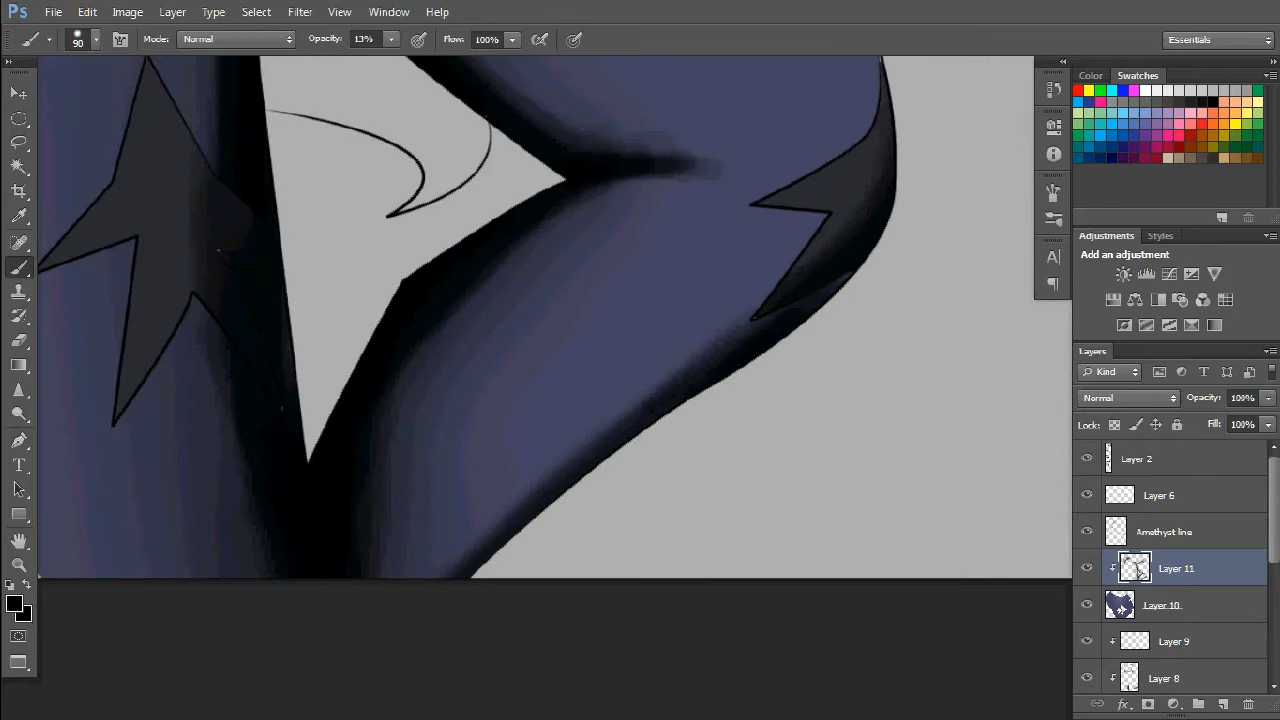 Ps File Edit Image Layer Type Select Filter View Window Help
90 Mode: Normal Opacity: 13% Flow: 100% Essentials
Color Swatches
Adjustments Styles
Add an adjustment
Layers
Kind
Normal Opacity: 100%
Lock: Fill: 100%
Layer 2
Layer 6
Amethyst line
Layer 11
Layer 10
Layer 9
Layer 8